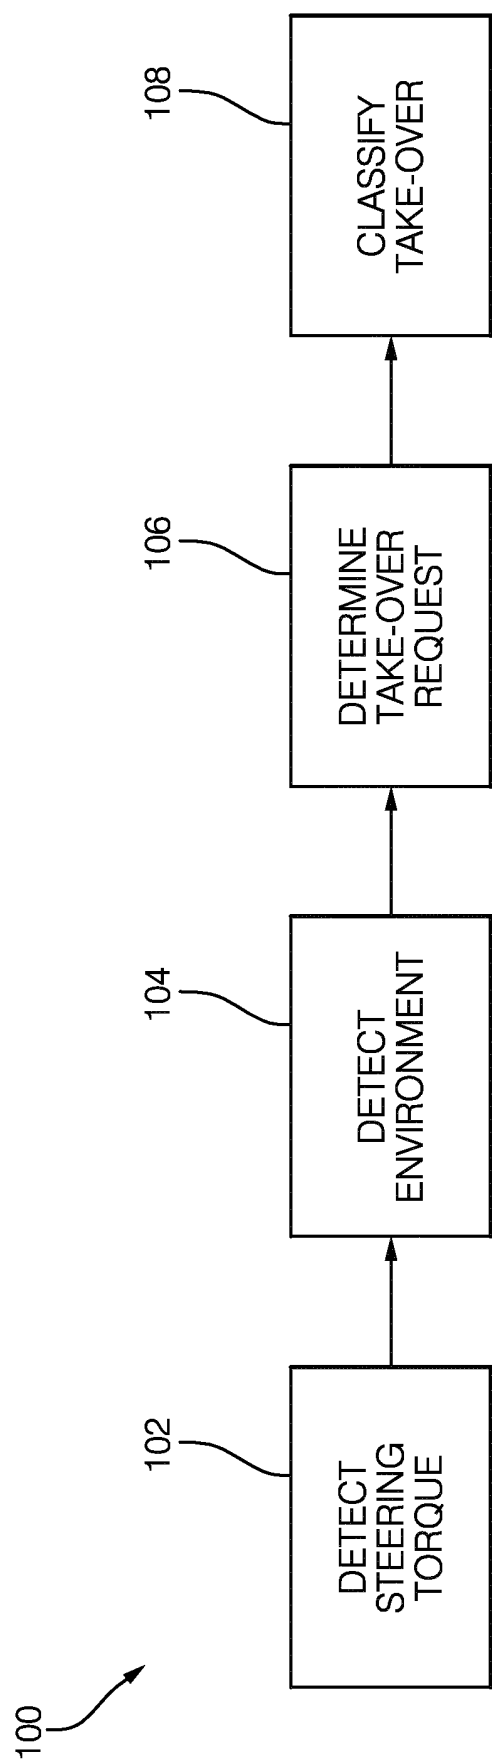 100
102
DETECT
STEERING
TORQUE
104
DETECT
ENVIRONMENT
106
DETERMINE
TAKE-OVER
REQUEST
108
CLASSIFY
TAKE-OVER